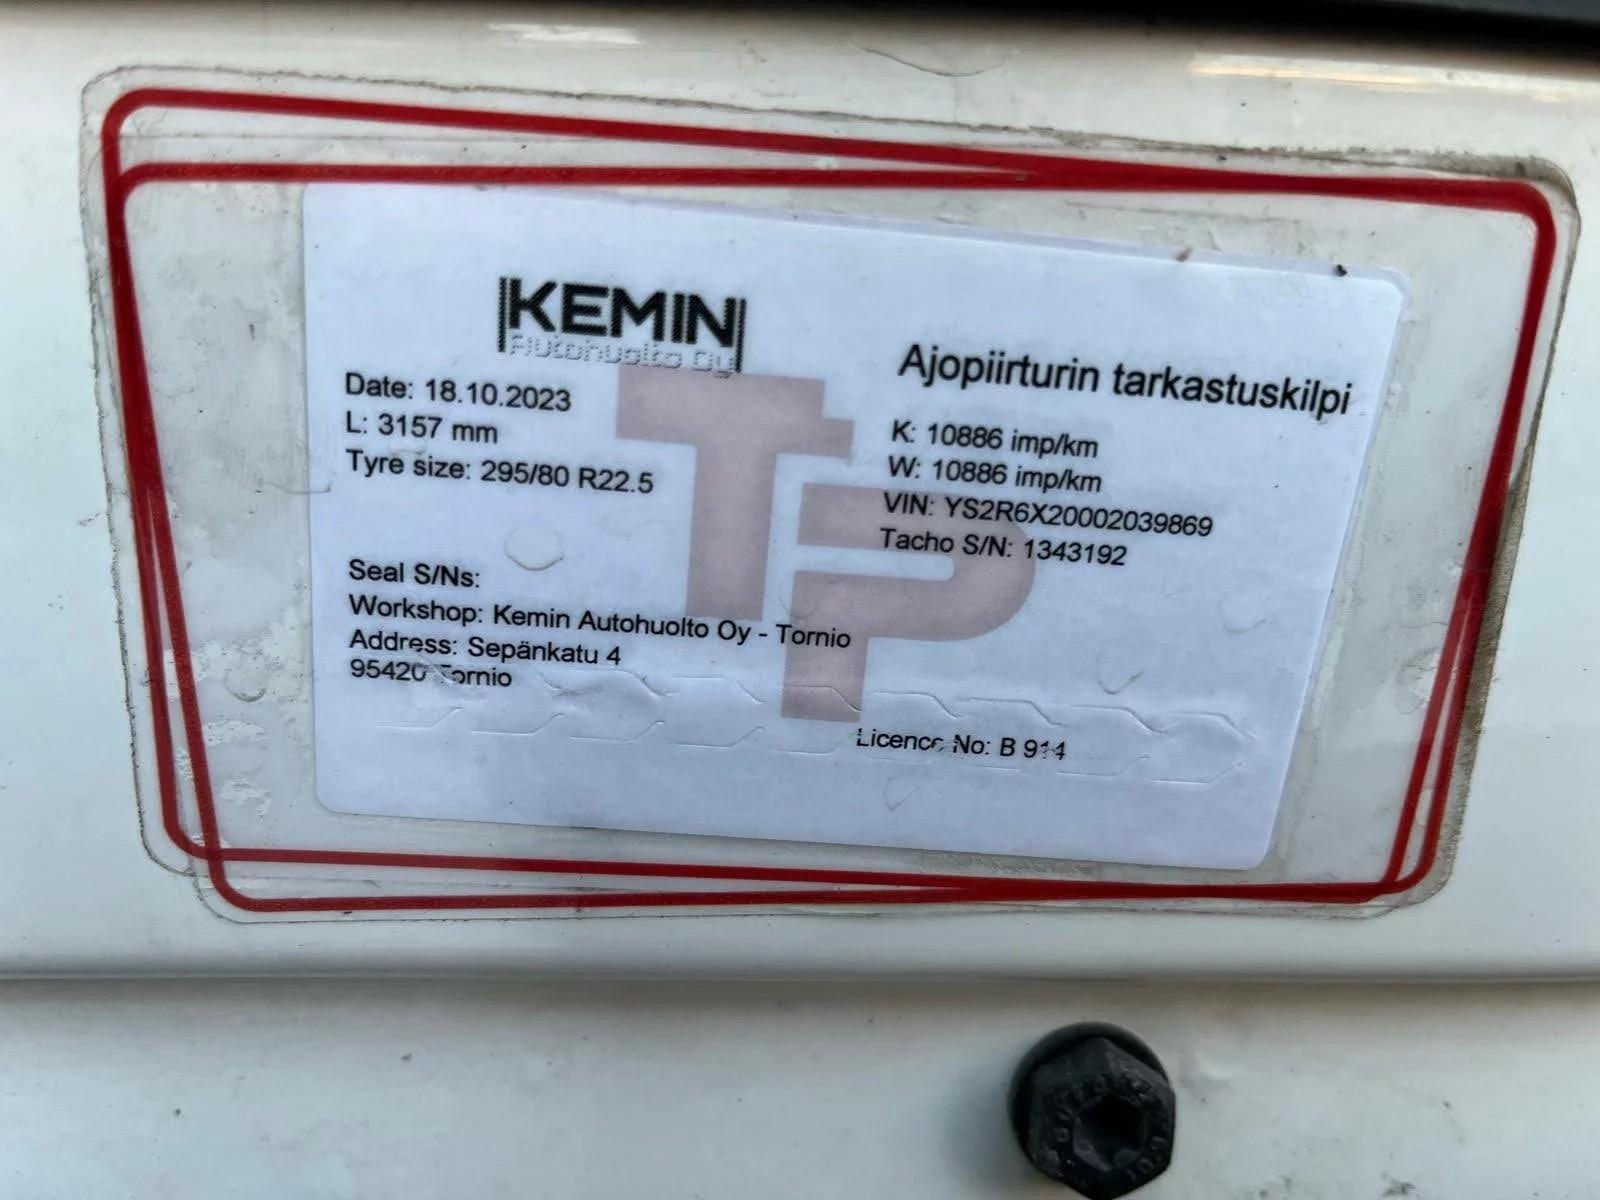 KEMIN
Autohuolto Oy
Ajopiirturin tarkastuskilpi
Date: 18.10.2023
L: 3157 mm
Tyre size: 295/80 R22.5
K: 10886 imp/km
W: 10886 imp/km
VIN: YS2R6X20002039869
Tacho S/N: 1343192
TP
Seal S/Ns:
Workshop: Kemin Autohuolto Oy - Tornio
Address: Sepänkatu 4
95420 Tornio
Licence No: B 914